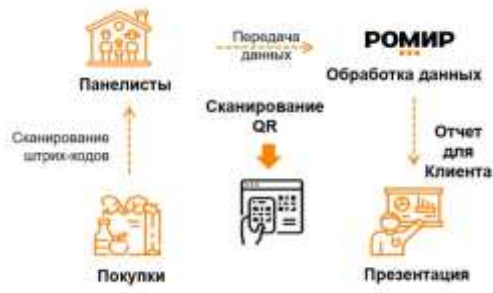 Передача
данных
РОМИР
Панелисты
Обработка данных
Сканирование
QR
Сканирование
штрих-кодов
Отчет
для
Клиента
Покупки
Презентация